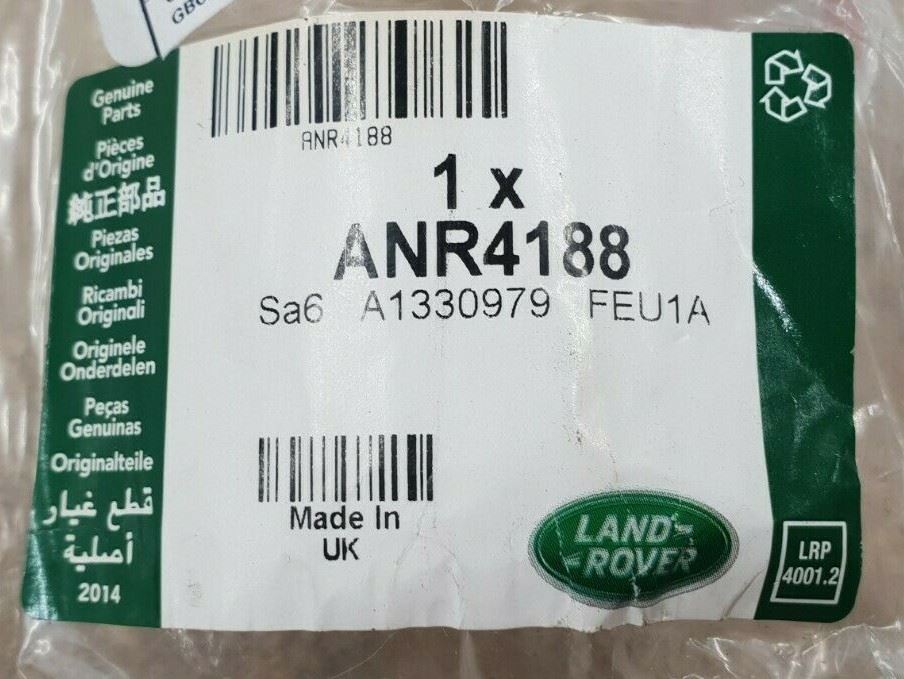 GBC
Genuine
Parts
Pièces
d'Origine
純正部品
Piezas
Originales
Ricambi
Originali
Originele
Onderdelen
Peças
Genuinas
Originalteile
قطع غيار
أصلية
2014
ANR4188
1 x
ANR4188
Sa6 A1330979 FEU1A
Made In
UK
LAND-
-ROVER
LRP
4001.2